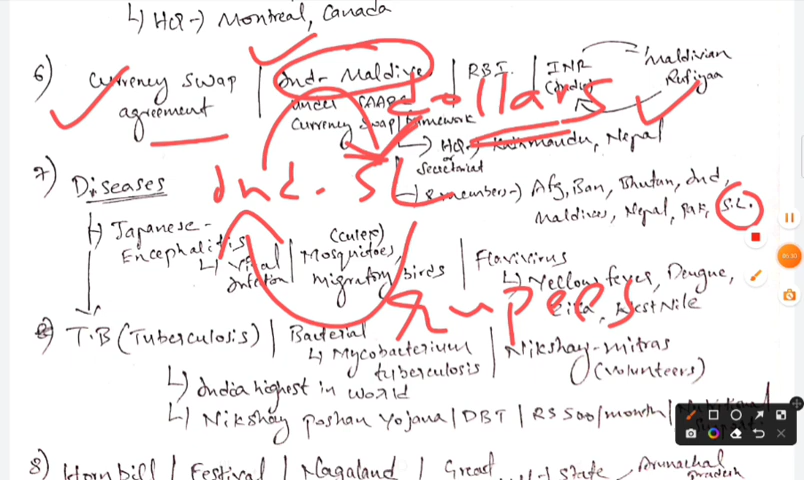 ↳ HQ → Montreal, Canada
6) Currency swap agreement | Ind- Maldives | RBI | INR (India) Maldivian Rufiyaa
under SAARC currency swap framework
dollars
↳ HQ → Kathmandu, Nepal
or Secretariat
Ind. SL
↳ 8 members → Afg, Ban, Bhutan, Ind, Maldives, Nepal, Pak, S.L.
7) Diseases
↳ Japanese-Encephalitis
↳ Viral Infection | (culex) Mosquitoes, migratory birds | Flavivirus
↳ Yellow fever, Dengue, Zika, West Nile
rupees
T.B (Tuberculosis) | Bacterial
↳ Mycobacterium tuberculosis | Nikshay-mitras (volunteers)
↳ India highest in world
↳ Nikshay poshan Yojana | DBT | RS 500/month |
8) Hornbill | Festival | Nagaland | Great
state Arunachal Pradesh